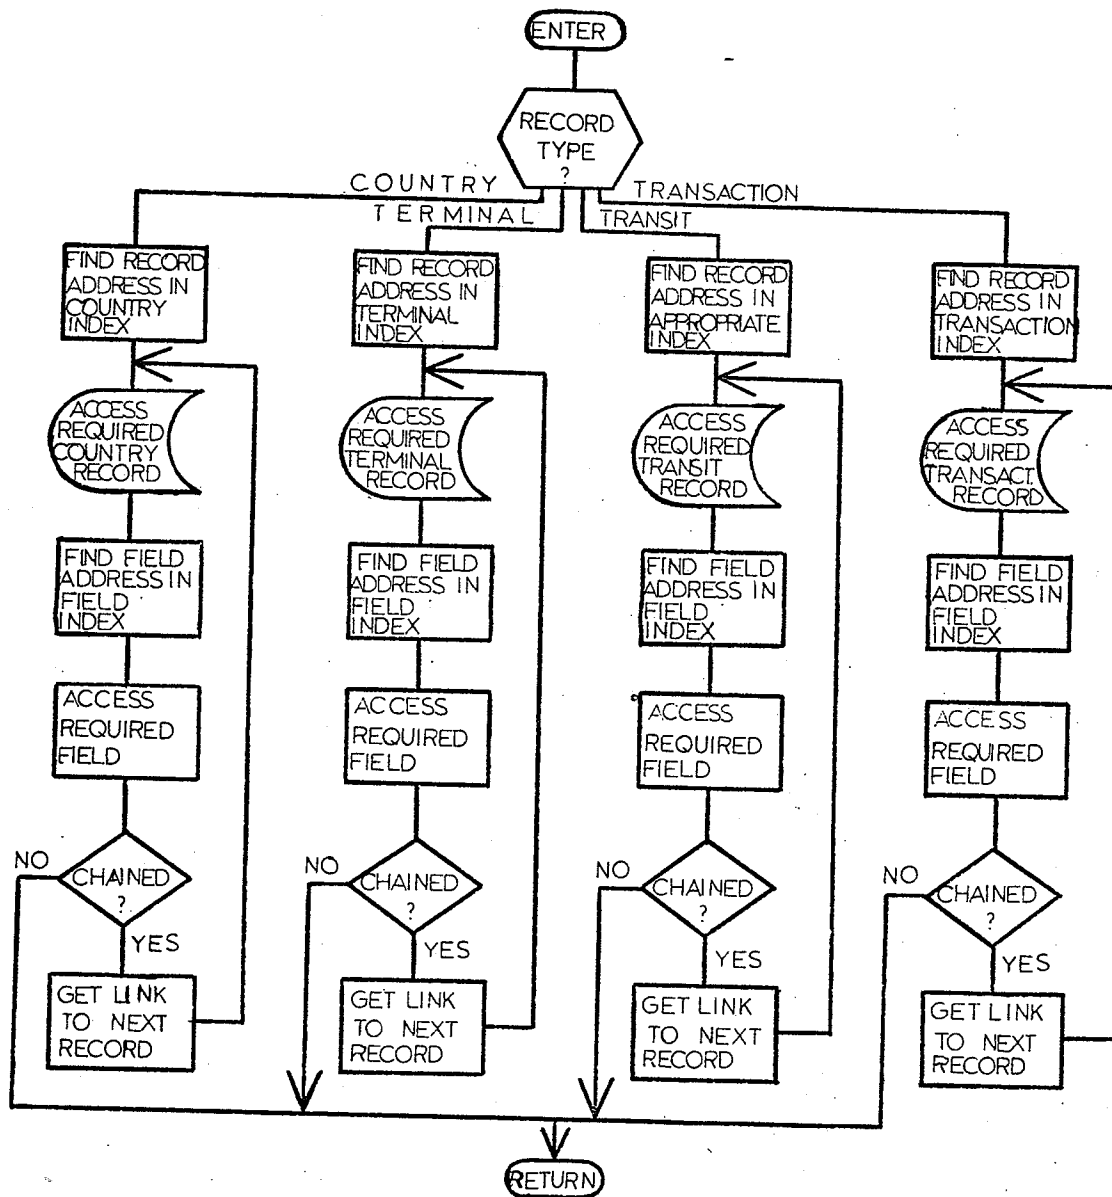 ENTER
RECORD
TYPE
?
COUNTRY
TERMINAL
TRANSIT
TRANSACTION
FIND RECORD
ADDRESS IN
COUNTRY
INDEX
ACCESS
REQUIRED
COUNTRY
RECORD
FIND FIELD
ADDRESS IN
FIELD
INDEX
ACCESS
REQUIRED
FIELD
CHAINED
?
NO
YES
GET LINK
TO NEXT
RECORD
FIND RECORD
ADDRESS IN
TERMINAL
INDEX
ACCESS
REQUIRED
TERMINAL
RECORD
FIND FIELD
ADDRESS IN
FIELD
INDEX
ACCESS
REQUIRED
FIELD
CHAINED
?
NO
YES
GET LINK
TO NEXT
RECORD
FIND RECORD
ADDRESS IN
APPROPRIATE
INDEX
ACCESS
REQUIRED
TRANSIT
RECORD
FIND FIELD
ADDRESS IN
FIELD
INDEX
ACCESS
REQUIRED
FIELD
CHAINED
?
NO
YES
GET LINK
TO NEXT
RECORD
FIND RECORD
ADDRESS IN
TRANSACTION
INDEX
ACCESS
REQUIRED
TRANSACT.
RECORD
FIND FIELD
ADDRESS IN
FIELD
INDEX
ACCESS
REQUIRED
FIELD
CHAINED
?
NO
YES
GET LINK
TO NEXT
RECORD
RETURN